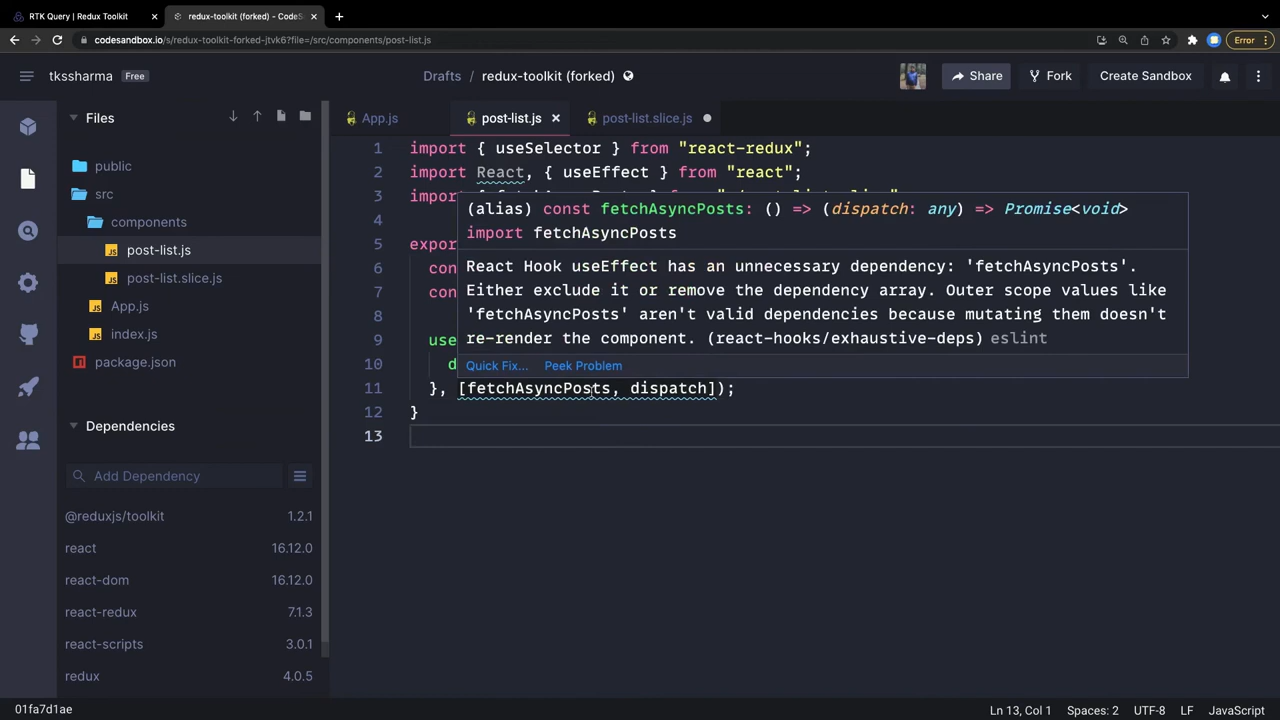 RTK Query | Redux Toolkit
redux-toolkit (forked) - CodeS
codesandbox.io/s/redux-toolkit-forked-jtvk6?file=/src/components/post-list.js
Error
tkssharma Free
Drafts / redux-toolkit (forked)
Share
Fork
Create Sandbox
Files
public
src
components
post-list.js
post-list.slice.js
App.js
index.js
package.json
Dependencies
Add Dependency
@reduxjs/toolkit 1.2.1
react 16.12.0
react-dom 16.12.0
react-redux 7.1.3
react-scripts 3.0.1
redux 4.0.5
App.js
post-list.js
post-list.slice.js
1 import { useSelector } from "react-redux";
2 import React, { useEffect } from "react";
3 impor
4
5 expor
6 con
7 con
8
9 use
10 d
11 }, [fetchAsyncPosts, dispatch]);
12 }
13
(alias) const fetchAsyncPosts: () => (dispatch: any) => Promise<void>
import fetchAsyncPosts
React Hook useEffect has an unnecessary dependency: 'fetchAsyncPosts'.
Either exclude it or remove the dependency array. Outer scope values like
'fetchAsyncPosts' aren't valid dependencies because mutating them doesn't
re-render the component. (react-hooks/exhaustive-deps) eslint
Quick Fix... Peek Problem
01fa7d1ae
Ln 13, Col 1 Spaces: 2 UTF-8 LF JavaScript